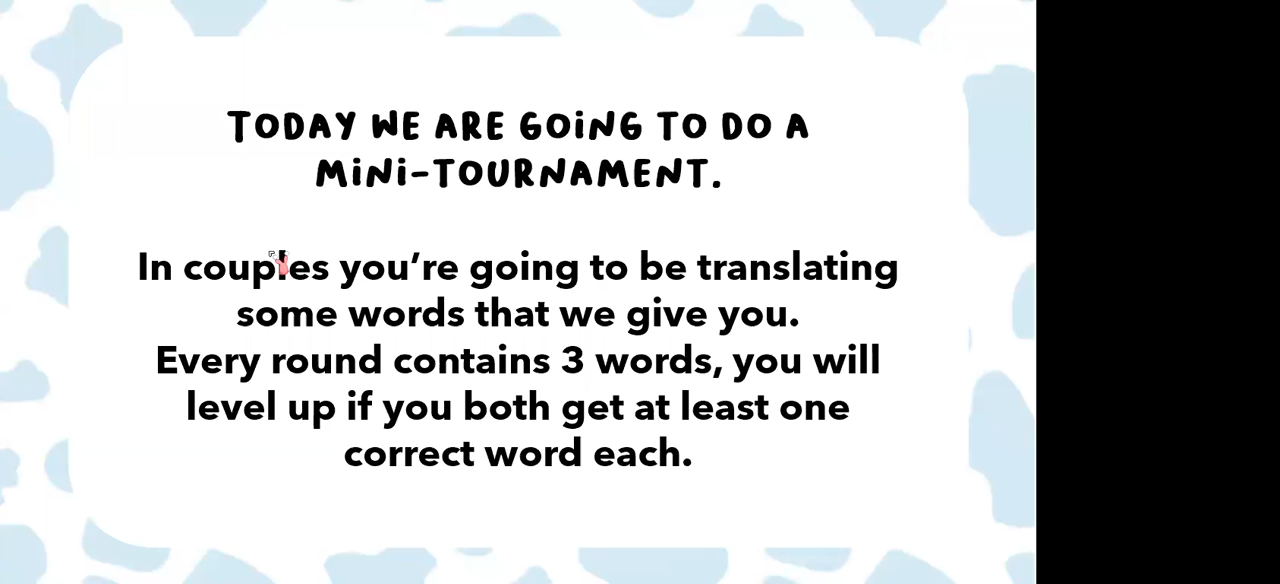 TODAY WE ARE GOING TO DO A
MINI-TOURNAMENT.
In couples you're going to be translating
some words that we give you.
Every round contains 3 words, you will
level up if you both get at least one
correct word each.